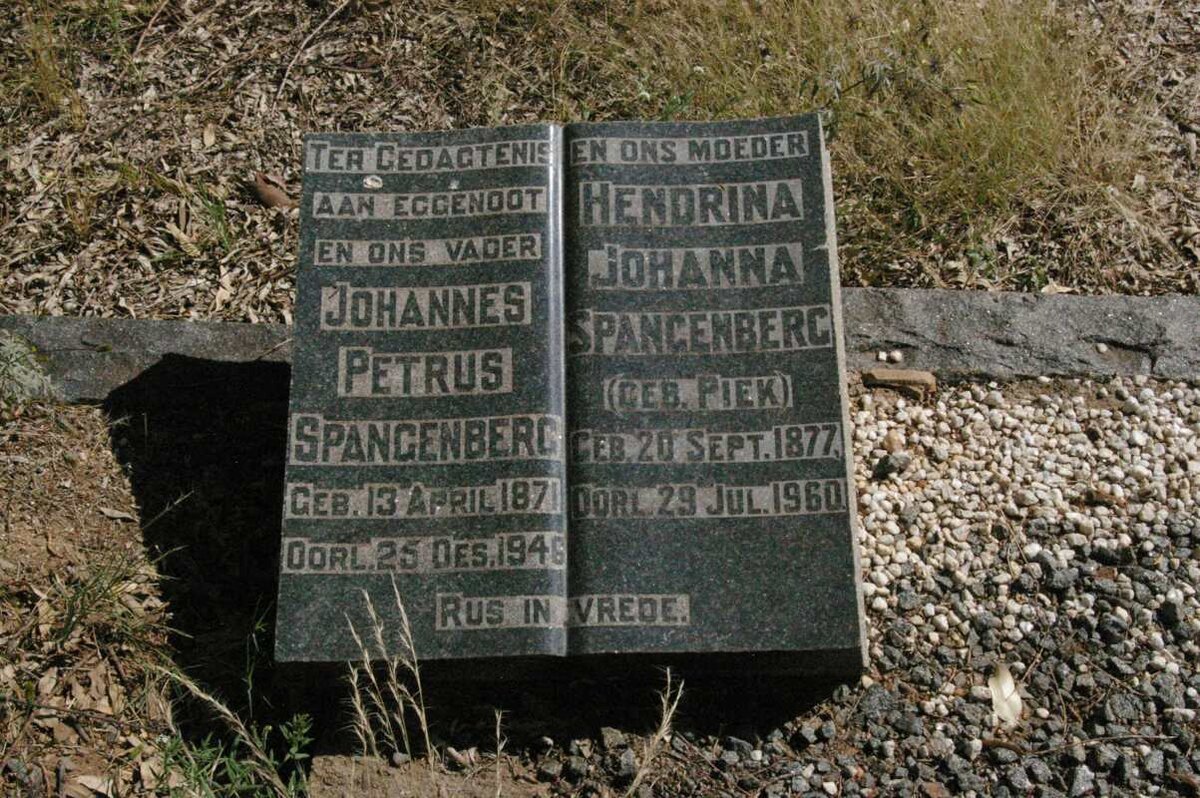 TER GEDAGTENIS
AAN EGGENOOT
EN ONS VADER
JOHANNES
PETRUS
SPANGENBERG
GEB. 13 APRIL 1871
OORL. 25 DES. 1946
EN ONS MOEDER
HENDRINA
JOHANNA
SPANGENBERG
(GEB. PIEK)
GEB. 20 SEPT. 1877,
OORL. 29 JUL. 1960
RUS IN VREDE.